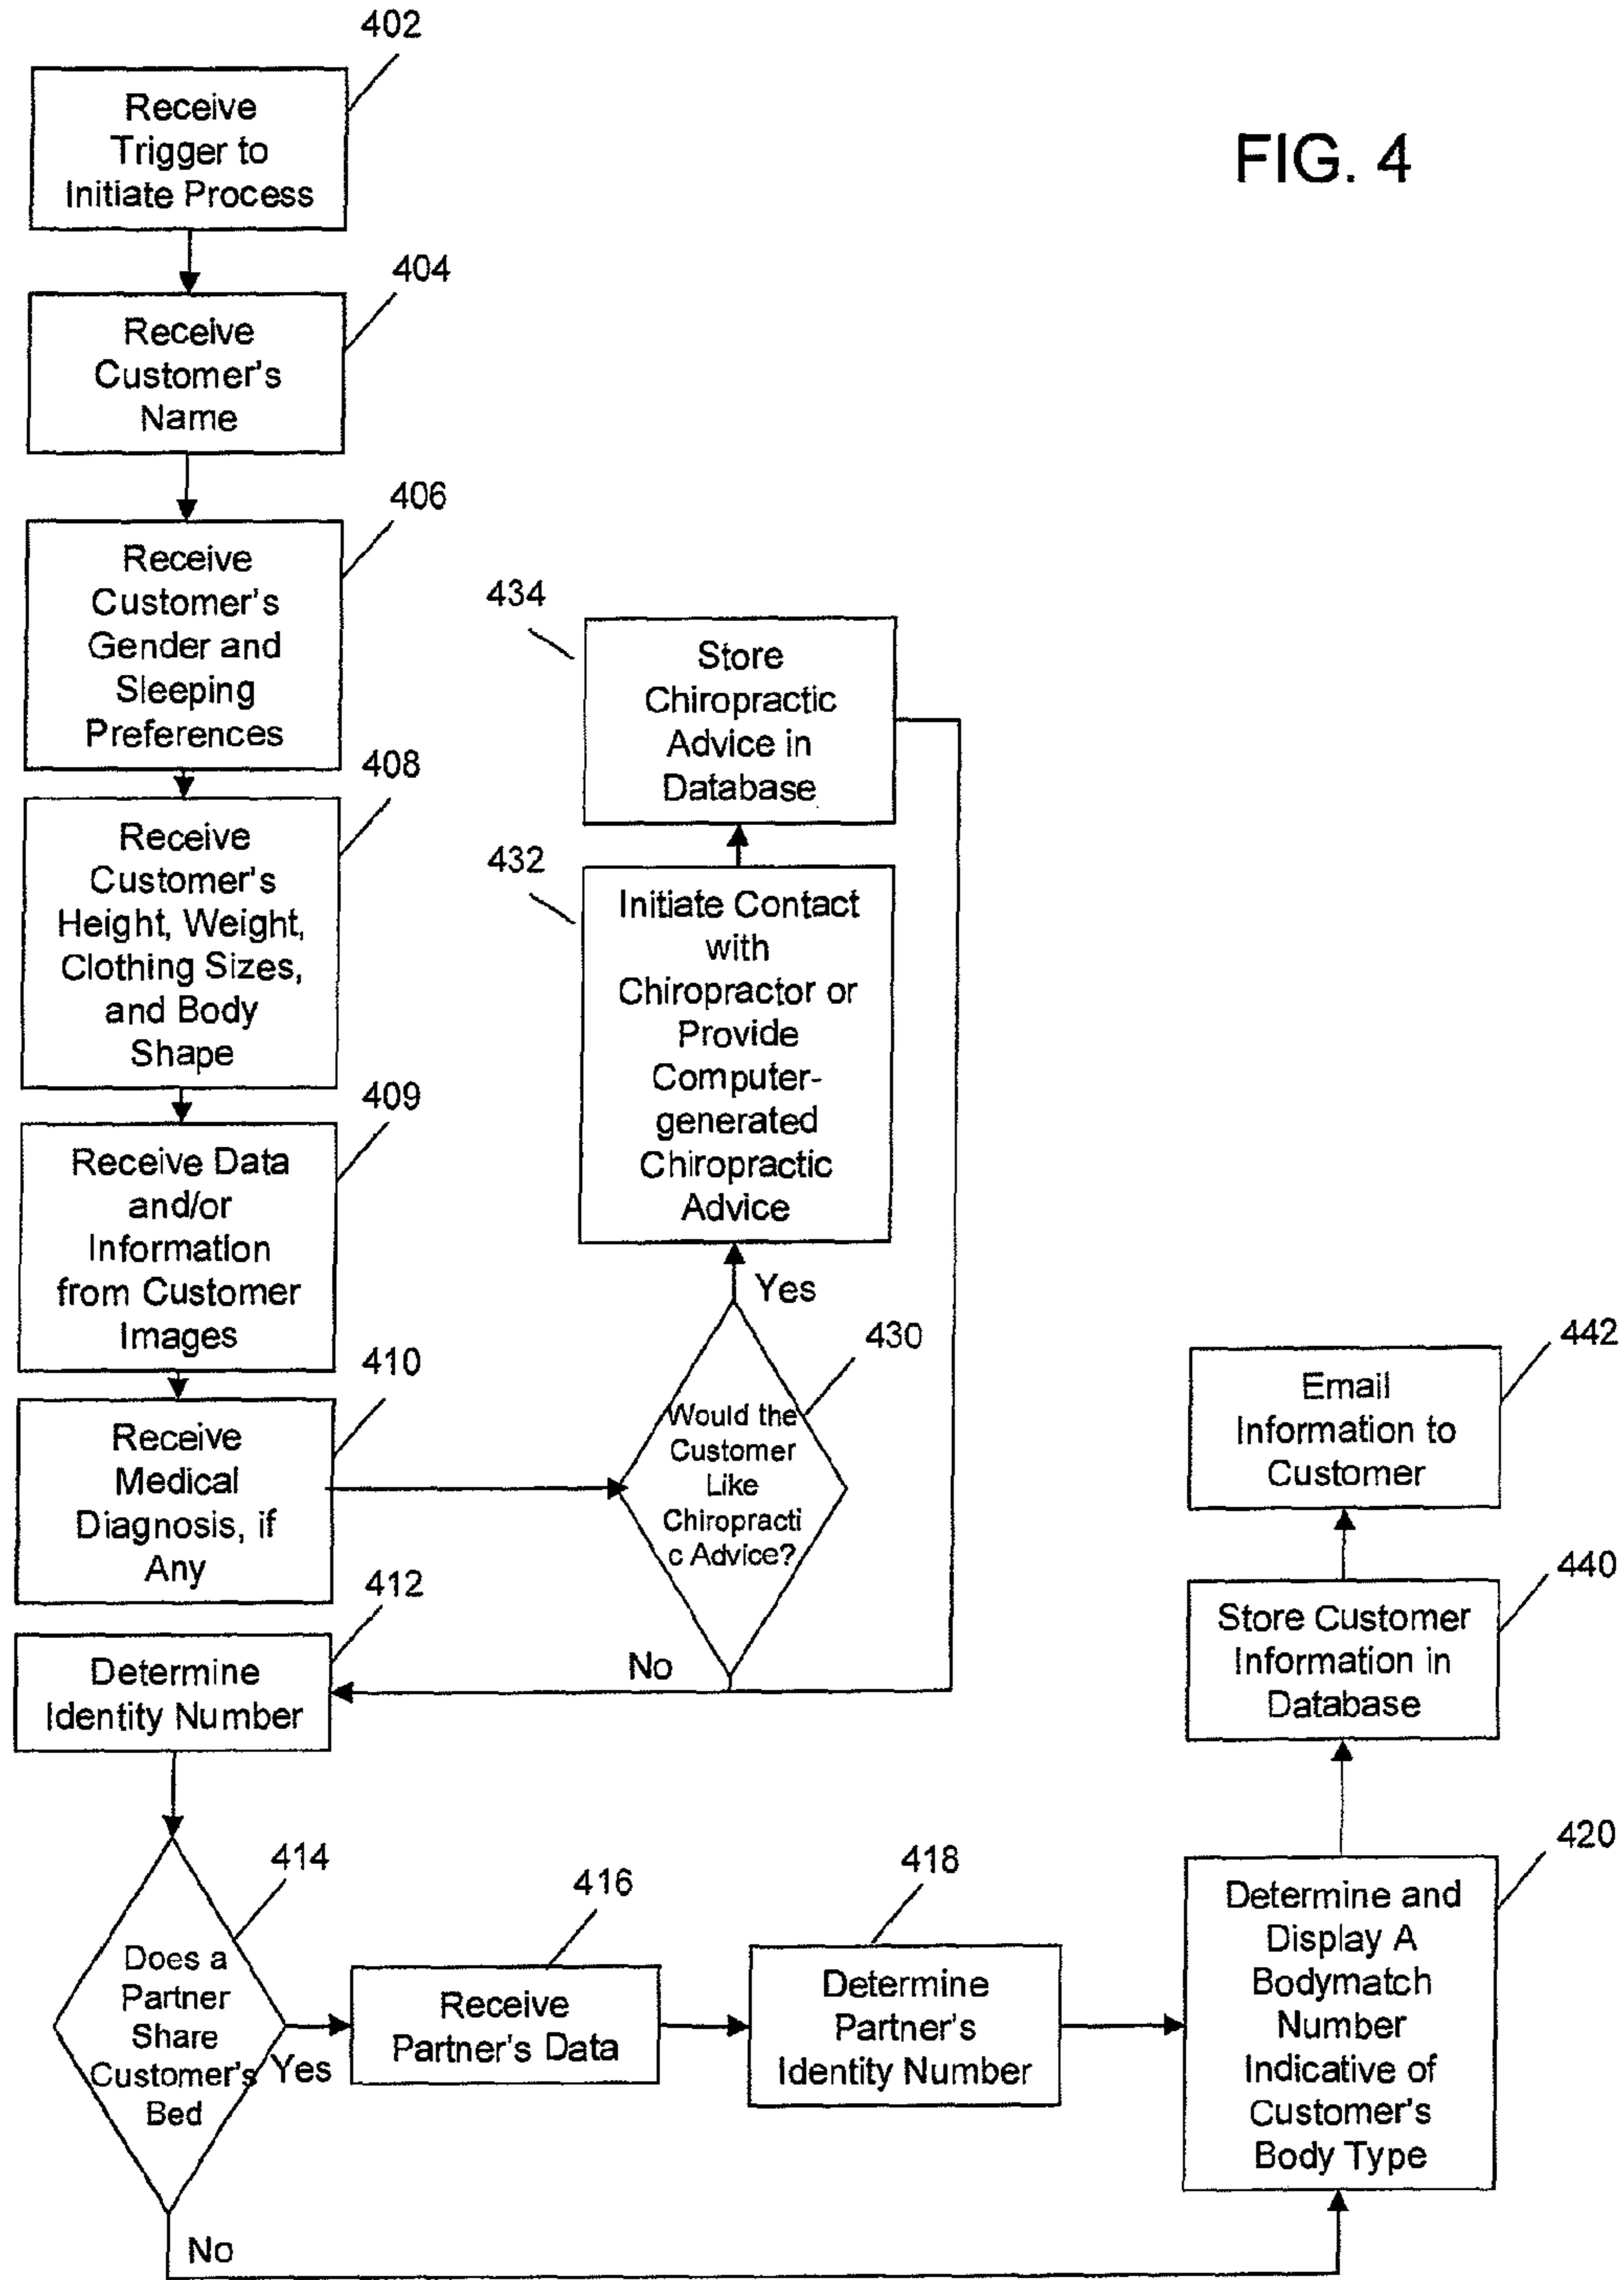 402
Receive
Trigger to
Initiate Process
FIG. 4
404
Receive
Customer's
Name
406
Receive
Customer's
Gender and
Sleeping
Preferences
408
Receive
Customer's
Height, Weight,
Clothing Sizes,
and Body
Shape
409
Receive Data
and/or
Information
from Customer
Images
410
Receive
Medical
Diagnosis, if
Any
434
Store
Chiropractic
Advice in
Database
432
Initiate Contact
with
Chiropractor or
Provide
Computer-
generated
Chiropractic
Advice
Yes
430
Would the
Customer
Like
Chiropracti
c Advice?
No
412
Determine
Identity Number
414
Does a
Partner
Share
Customer's
Bed
Yes
416
Receive
Partner's Data
418
Determine
Partner's
Identity Number
420
Determine and
Display A
Bodymatch
Number
Indicative of
Customer's
Body Type
440
Store Customer
Information in
Database
442
Email
Information to
Customer
No